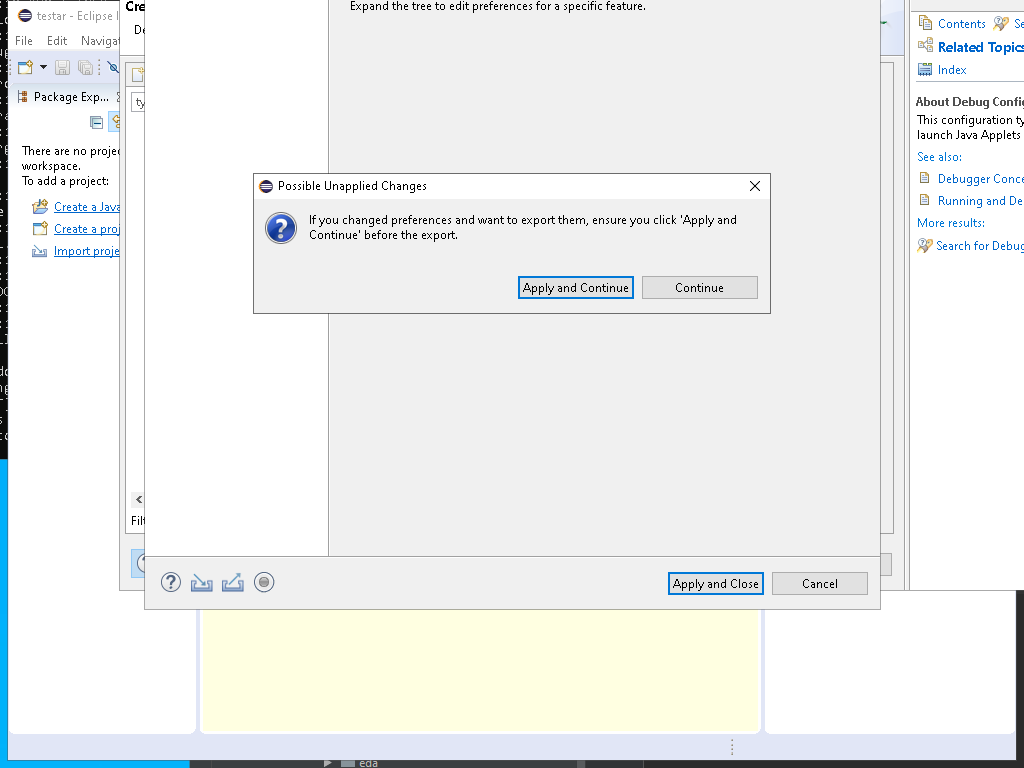 testar - Eclipse I
File Edit Navigat
Package Exp...
There are no projec
workspace.
To add a project:
Create a Java
Create a proj
Import proje
Cre
De
ty
Filt
Expand the tree to edit preferences for a specific feature.
Possible Unapplied Changes
If you changed preferences and want to export them, ensure you click 'Apply and
Continue' before the export.
Apply and Continue
Continue
Apply and Close
Cancel
Contents
Se
Related Topics
Index
About Debug Config
This configuration ty
launch Java Applets
See also:
Debugger Conce
Running and De
More results:
Search for Debug
eda